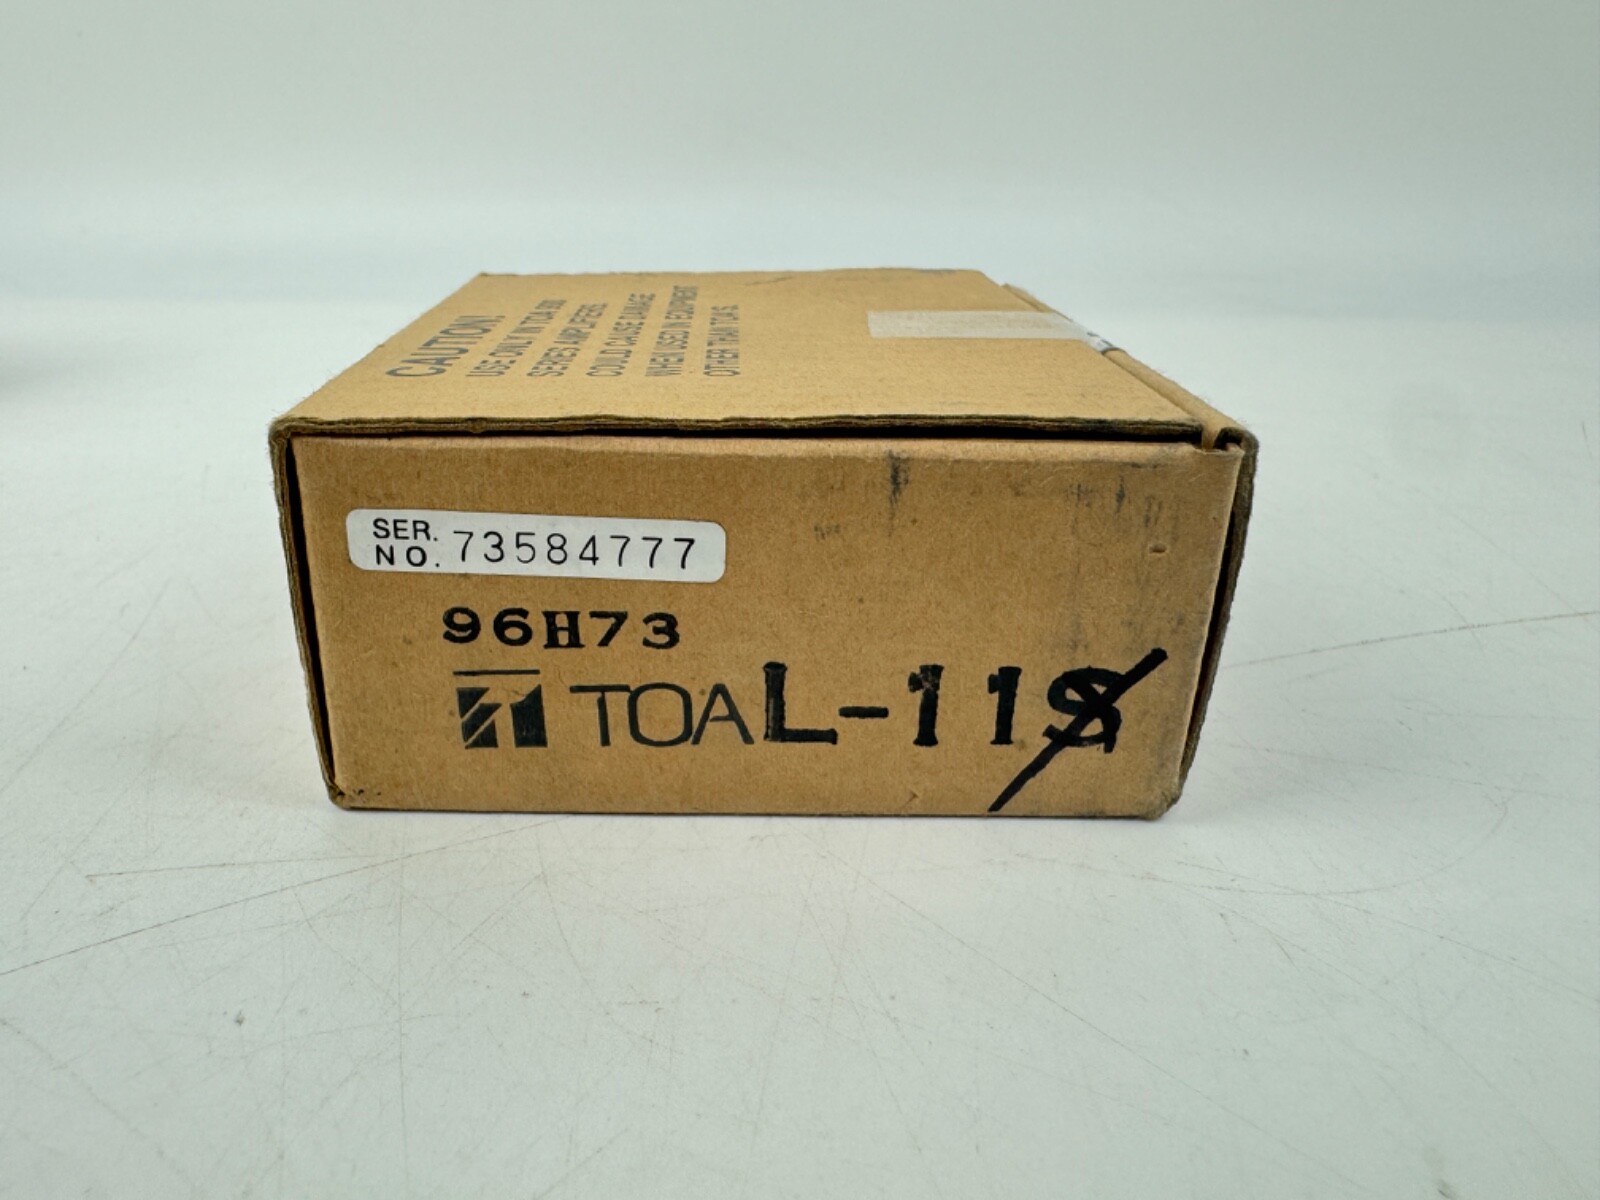 CAUTION!
USE ONLY IN TOA 900
SERIES AMPLIFIERS.
COULD CAUSE DAMAGE
WHEN USED IN EQUIPMENT
OTHER THAN TOA'S.
SER. NO. 73584777
96H73
TOA L-11S